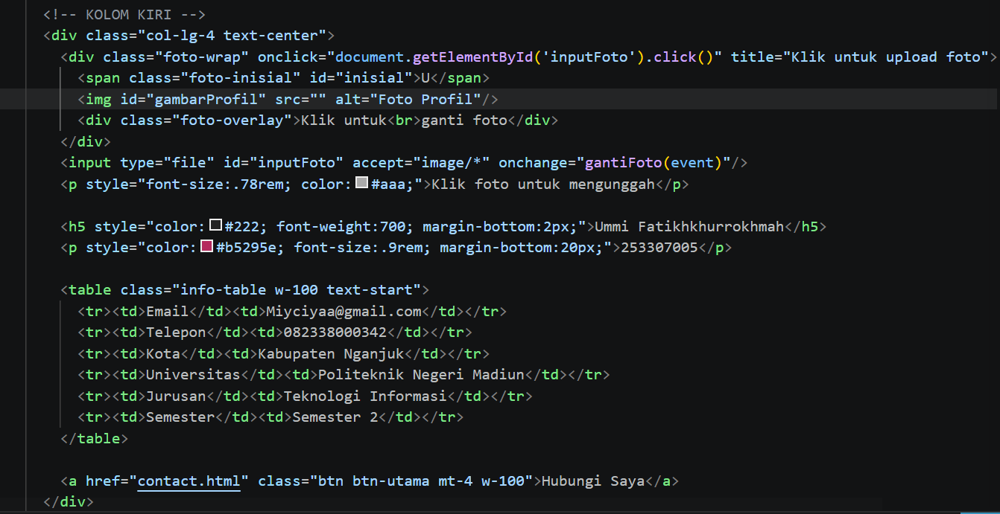 <!-- KOLOM KIRI -->
<div class="col-lg-4 text-center">
<div class="foto-wrap" onclick="document.getElementById('inputFoto').click()" title="Klik untuk upload foto">
<span class="foto-inisial" id="inisial">U</span>
<img id="gambarProfil" src="" alt="Foto Profil"/>
<div class="foto-overlay">Klik untuk<br>ganti foto</div>
</div>
<input type="file" id="inputFoto" accept="image/*" onchange="gantiFoto(event)"/>
<p style="font-size:.78rem; color:#aaa;">Klik foto untuk mengunggah</p>
<h5 style="color:#222; font-weight:700; margin-bottom:2px;">Ummi Fatikhkhurrokhmah</h5>
<p style="color:#b5295e; font-size:.9rem; margin-bottom:20px;">253307005</p>
<table class="info-table w-100 text-start">
<tr><td>Email</td><td>Miyciyaa@gmail.com</td></tr>
<tr><td>Telepon</td><td>082338000342</td></tr>
<tr><td>Kota</td><td>Kabupaten Nganjuk</td></tr>
<tr><td>Universitas</td><td>Politeknik Negeri Madiun</td></tr>
<tr><td>Jurusan</td><td>Teknologi Informasi</td></tr>
<tr><td>Semester</td><td>Semester 2</td></tr>
</table>
<a href="contact.html" class="btn btn-utama mt-4 w-100">Hubungi Saya</a>
</div>